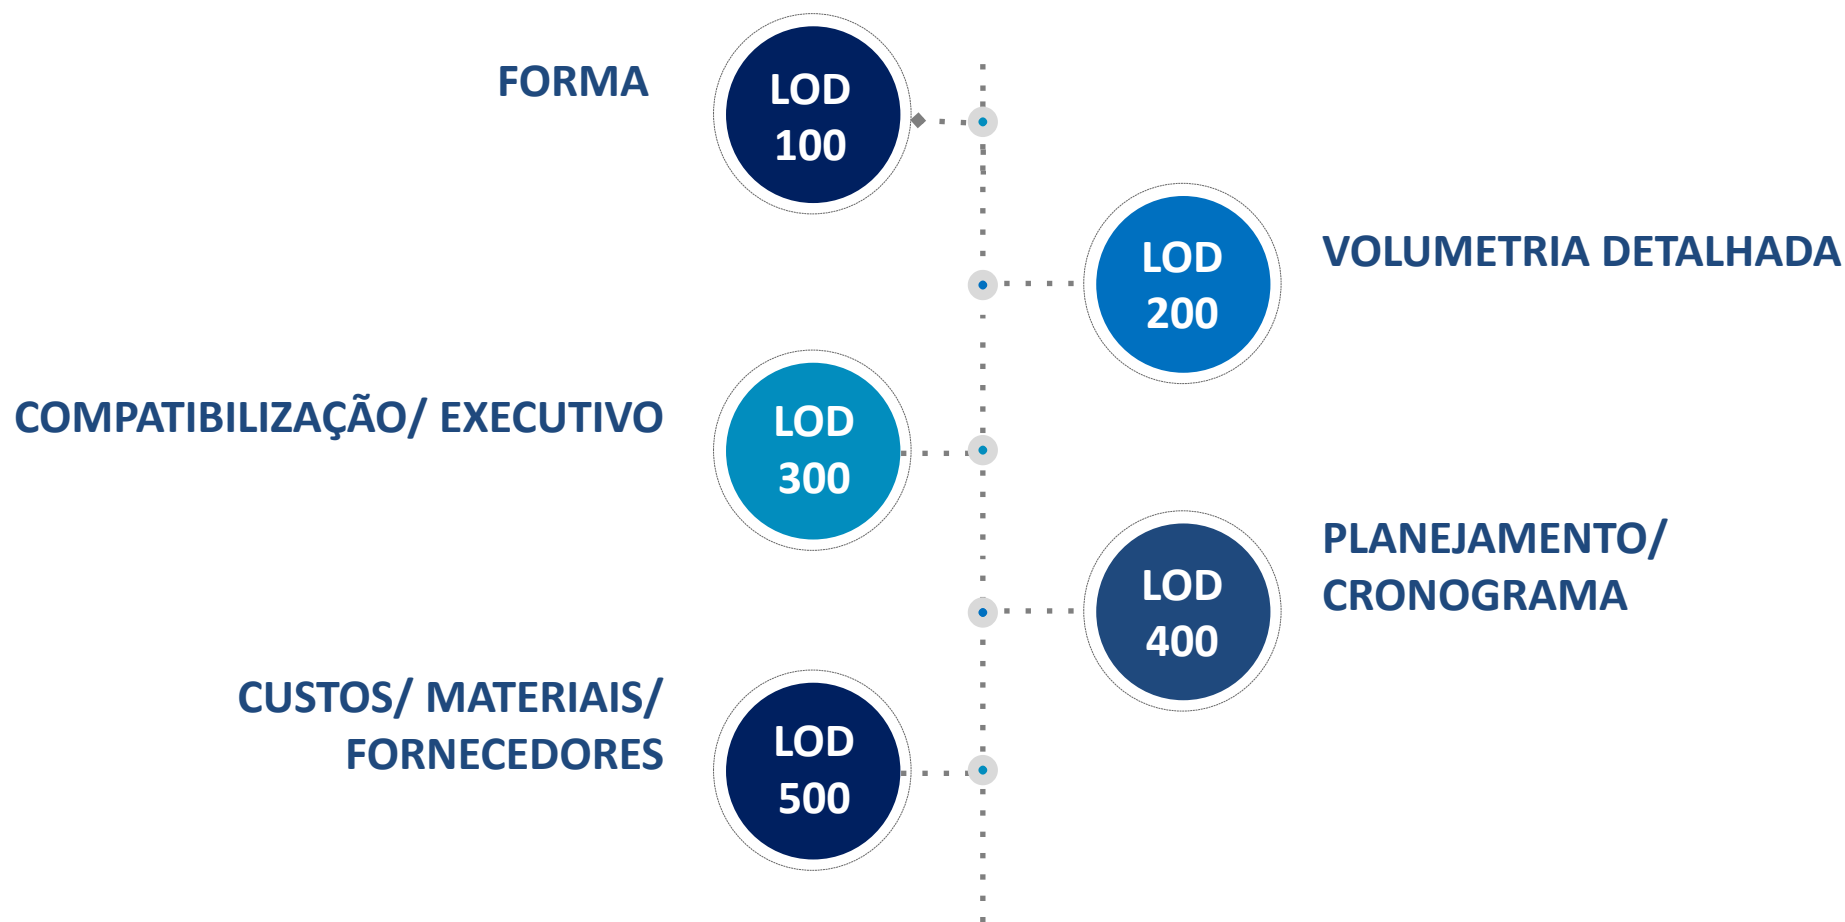 FORMA
LOD
100
LOD
200
VOLUMETRIA DETALHADA
COMPATIBILIZAÇÃO/ EXECUTIVO
LOD
300
LOD
400
PLANEJAMENTO/
CRONOGRAMA
CUSTOS/ MATERIAIS/
FORNECEDORES
LOD
500